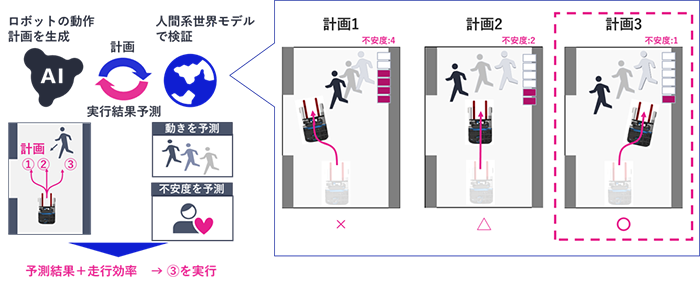 ロボットの動作
計画を生成
人間系世界モデル
で検証
計画
AI
実行結果予測
計画
① ② ③
動きを予測
不安度を予測
予測結果＋走行効率 → ③を実行
計画1
不安度:4
×
計画2
不安度:2
△
計画3
不安度:1
○